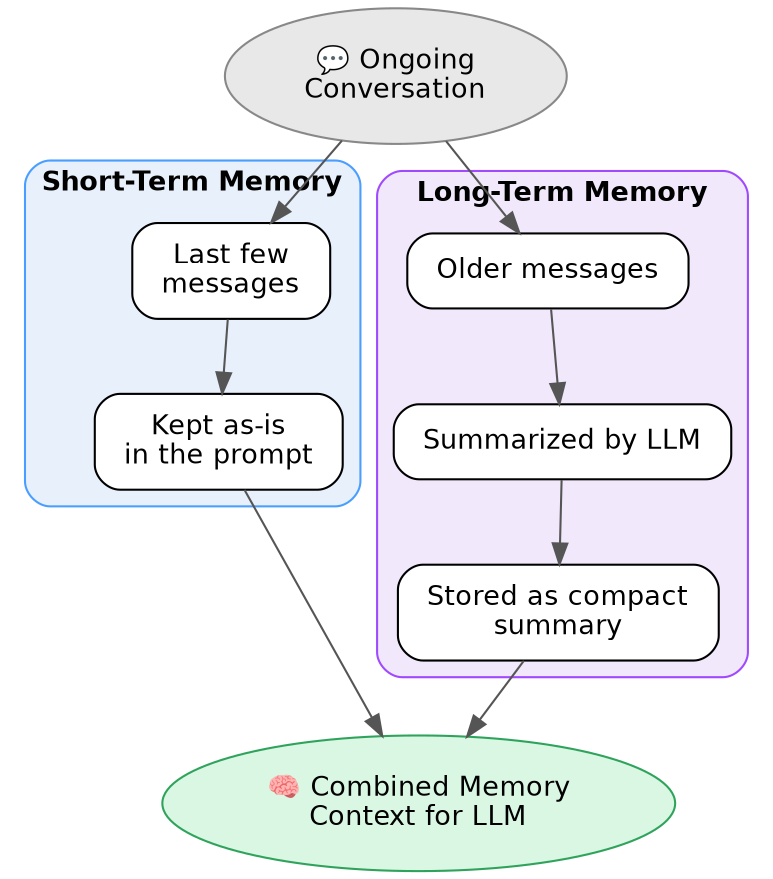 💬 Ongoing
Conversation
Short-Term Memory
Last few
messages
Kept as-is
in the prompt
Long-Term Memory
Older messages
Summarized by LLM
Stored as compact
summary
🧠 Combined Memory
Context for LLM